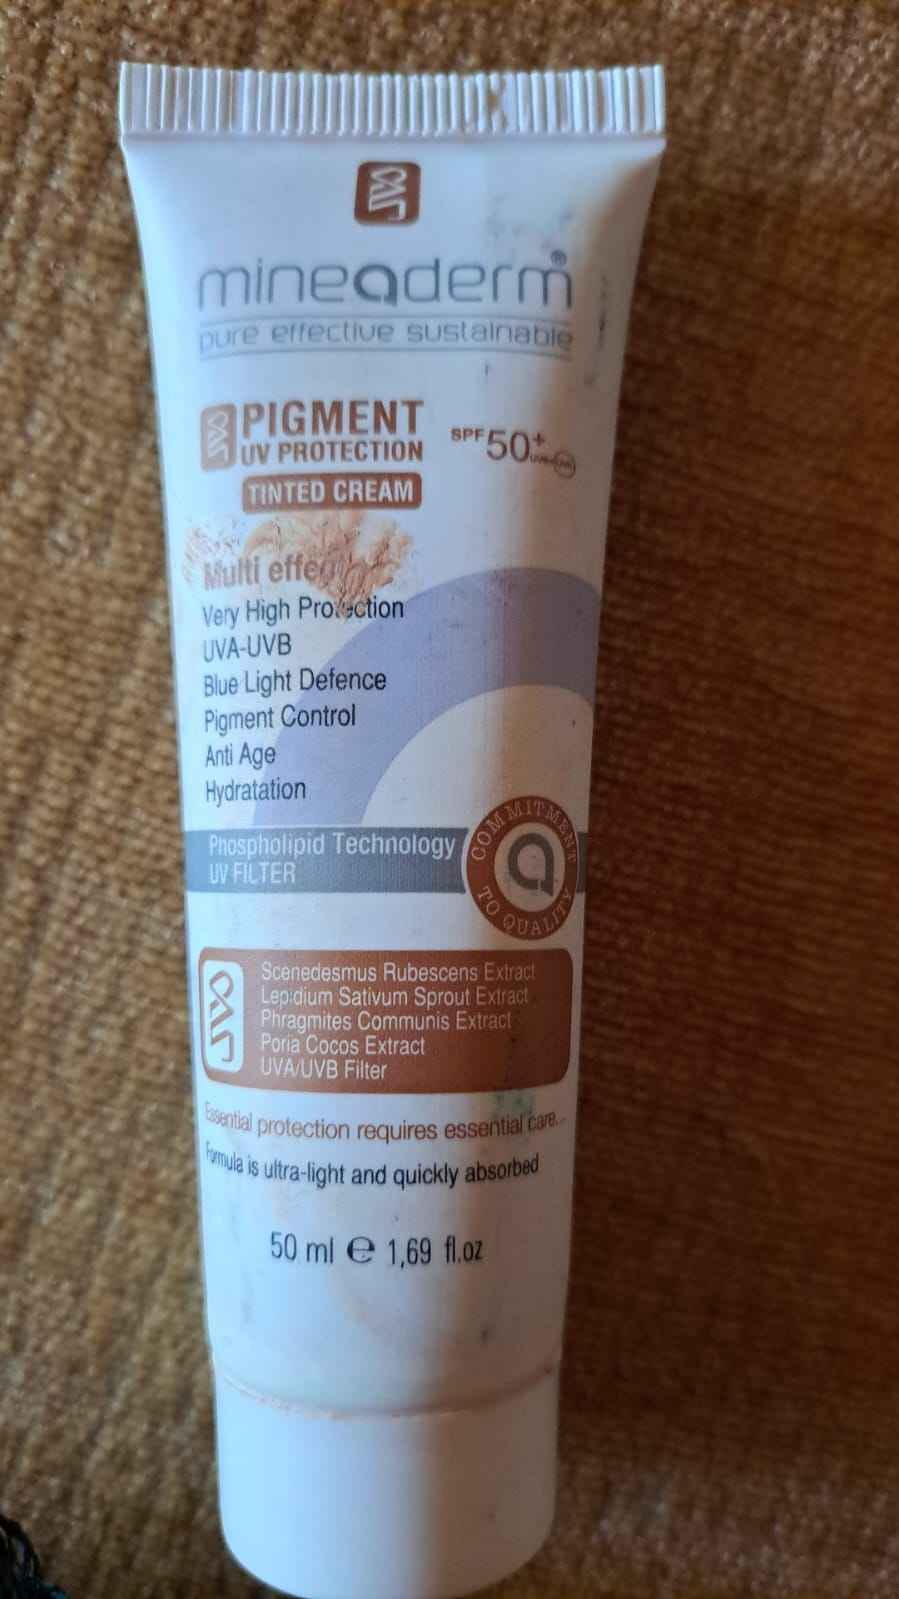 mineaderm®
pure effective sustainable
PIGMENT
UV PROTECTION
TINTED CREAM
SPF 50+
Multi effect
Very High Protection
UVA-UVB
Blue Light Defence
Pigment Control
Anti Age
Hydratation
Phospholipid Technology
UV FILTER
COMMITMENT
TO QUALITY
Scenedesmus Rubescens Extract
Lepidium Sativum Sprout Extract
Phragmites Communis Extract
Poria Cocos Extract
UVA/UVB Filter
Essential protection requires essential care...
Formula is ultra-light and quickly absorbed
50 ml ℮ 1,69 fl.oz